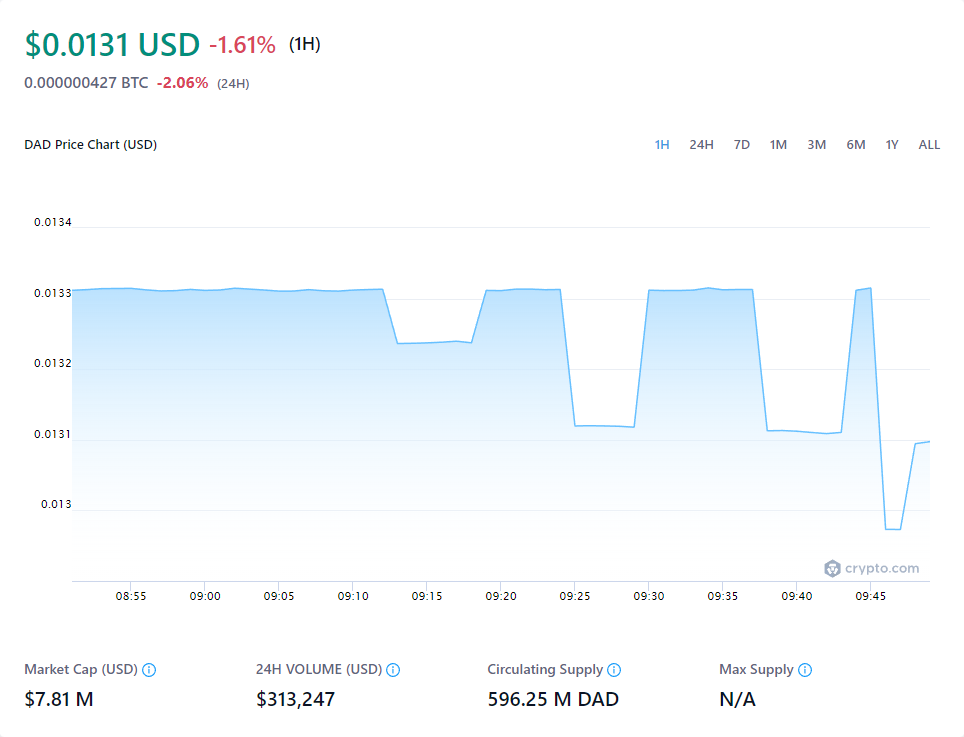 $0.0131 USD -1.61% (1H)
0.000000427 BTC -2.06% (24H)
DAD Price Chart (USD) 1H 24H 7D 1M 3M 6M 1Y ALL
0.0134
0.0133
0.0132
0.0131
0.013
crypto.com
08:55 09:00 09:05 09:10 09:15 09:20 09:25 09:30 09:35 09:40 09:45
Market Cap (USD) 24H VOLUME (USD) Circulating Supply Max Supply
$7.81 M $313,247 596.25 M DAD N/A